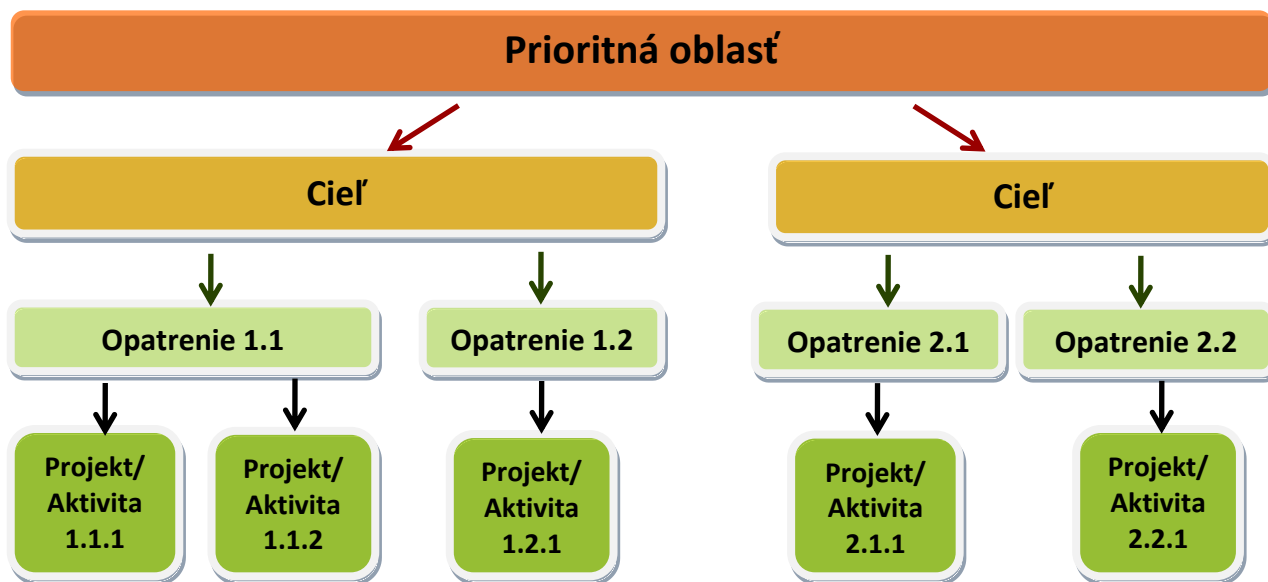 Prioritná oblasť
Cieľ
Cieľ
Opatrenie 1.1
Opatrenie 1.2
Opatrenie 2.1
Opatrenie 2.2
Projekt/
Aktivita
1.1.1
Projekt/
Aktivita
1.1.2
Projekt/
Aktivita
1.2.1
Projekt/
Aktivita
2.1.1
Projekt/
Aktivita
2.2.1